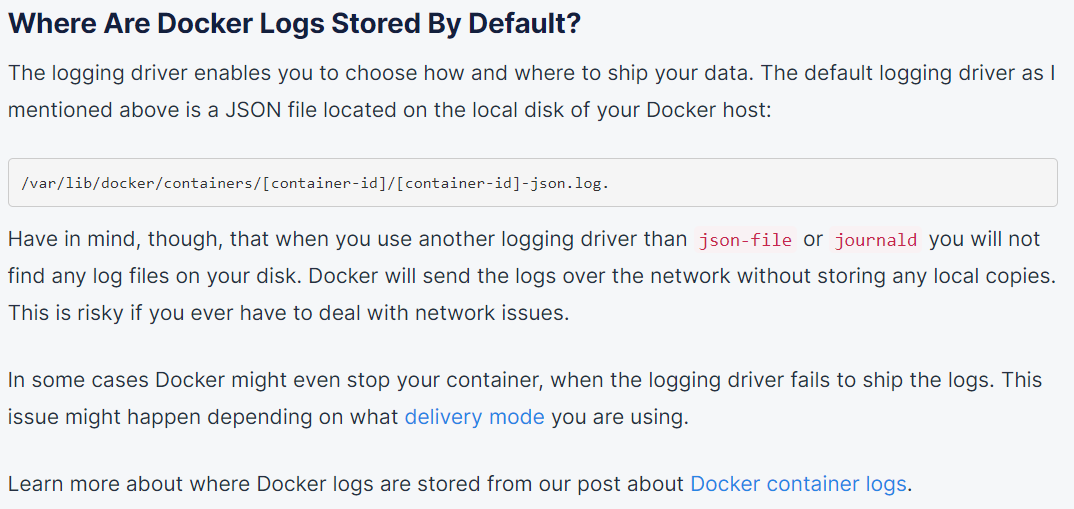 Where Are Docker Logs Stored By Default?
The logging driver enables you to choose how and where to ship your data. The default logging driver as I
mentioned above is a JSON file located on the local disk of your Docker host:
/var/lib/docker/containers/[container-id]/[container-id]-json.log.
Have in mind, though, that when you use another logging driver than json-file or journald you will not
find any log files on your disk. Docker will send the logs over the network without storing any local copies.
This is risky if you ever have to deal with network issues.
In some cases Docker might even stop your container, when the logging driver fails to ship the logs. This
issue might happen depending on what delivery mode you are using.
Learn more about where Docker logs are stored from our post about Docker container logs.